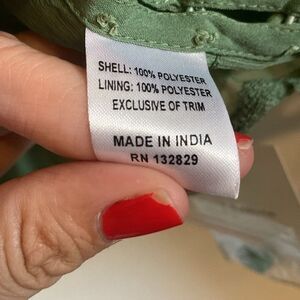 SHELL: 100% POLYESTER
LINING: 100% POLYESTER
EXCLUSIVE OF TRIM
MADE IN INDIA
RN 132829